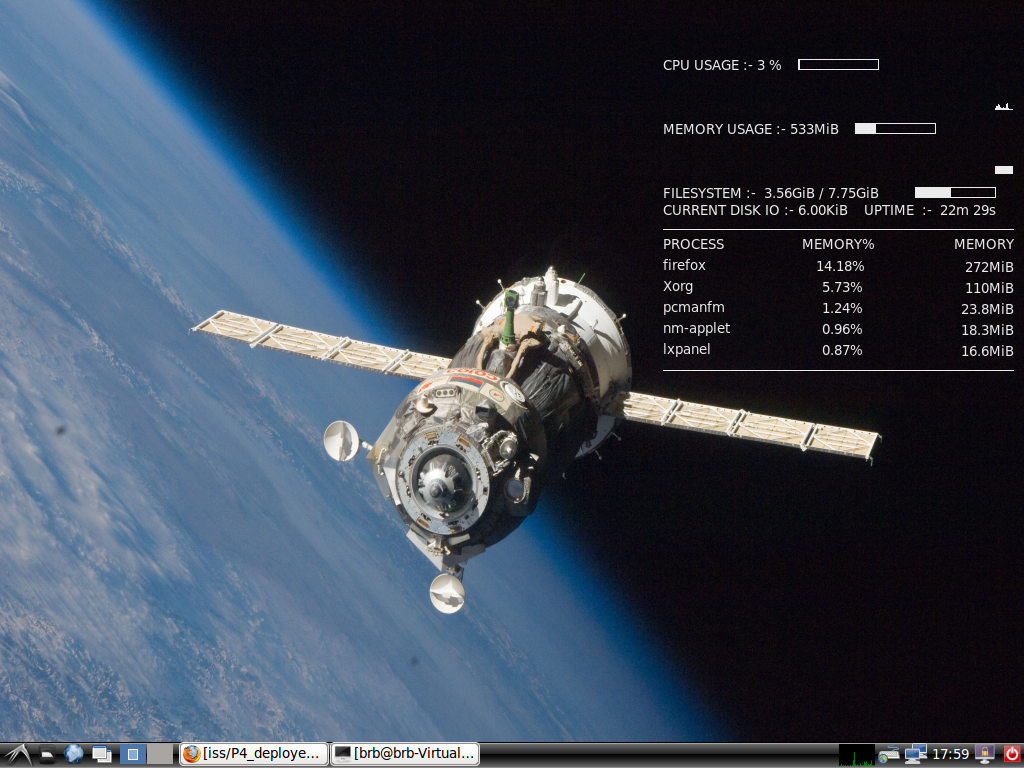 CPU USAGE :- 3 %
MEMORY USAGE :- 533MiB
FILESYSTEM :- 3.56GiB / 7.75GiB
CURRENT DISK IO :- 6.00KiB UPTIME :- 22m 29s
PROCESS MEMORY% MEMORY
firefox 14.18% 272MiB
Xorg 5.73% 110MiB
pcmanfm 1.24% 23.8MiB
nm-applet 0.96% 18.3MiB
lxpanel 0.87% 16.6MiB
[iss/P4_deploye... [brb@brb-Virtual... 17:59